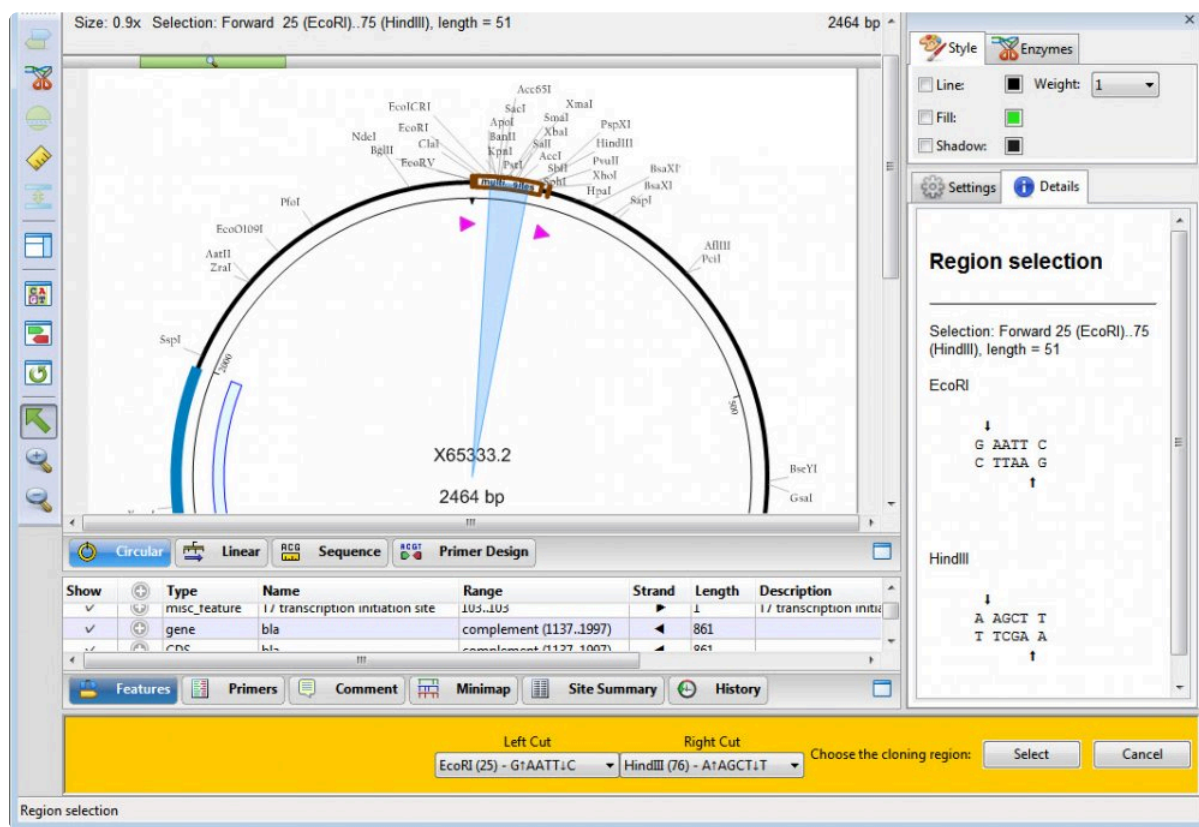 Size: 0.9x Selection: Forward 25 (EcoRI)..75 (HindIII), length = 51
2464 bp
Acc65I
EcoICRI
SacI
XmaI
EcoRI
ApoI
SmaI
PspXI
NdeI
ClaI
BanII
XbaI
BglII
KpnI
SalI
HindIII
EcoRV
PstI
AccI
PvuII
SbfI
XhoI
BsaXI'
SphI
HpaI
BsaXI
SapI
PfoI
EcoO109I
AatII
ZraI
AflIII
PciI
SspI
2000
500
X65333.2
2464 bp
BseYI
GsaI
Circular
Linear
Sequence
Primer Design
Show Type Name Range Strand Length Description
misc_feature T7 transcription initiation site 103..103 1 T7 transcription initia
gene bla complement (1137..1997) 861
CDS bla complement (1137..1997) 861
Features
Primers
Comment
Minimap
Site Summary
History
Style
Enzymes
Line:
Weight: 1
Fill:
Shadow:
Settings
Details
Region selection
Selection: Forward 25 (EcoRI)..75
(HindIII), length = 51
EcoRI
↓
G AATT C
C TTAA G
↑
HindIII
↓
A AGCT T
T TCGA A
↑
Left Cut
Right Cut
EcoRI (25) - G↑AATT↓C
HindIII (76) - A↑AGCT↓T
Choose the cloning region:
Select
Cancel
Region selection